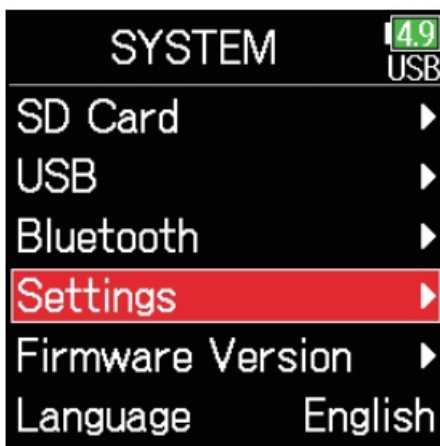 SYSTEM 4.9
USB
SD Card
USB
Bluetooth
Settings
Firmware Version
Language English